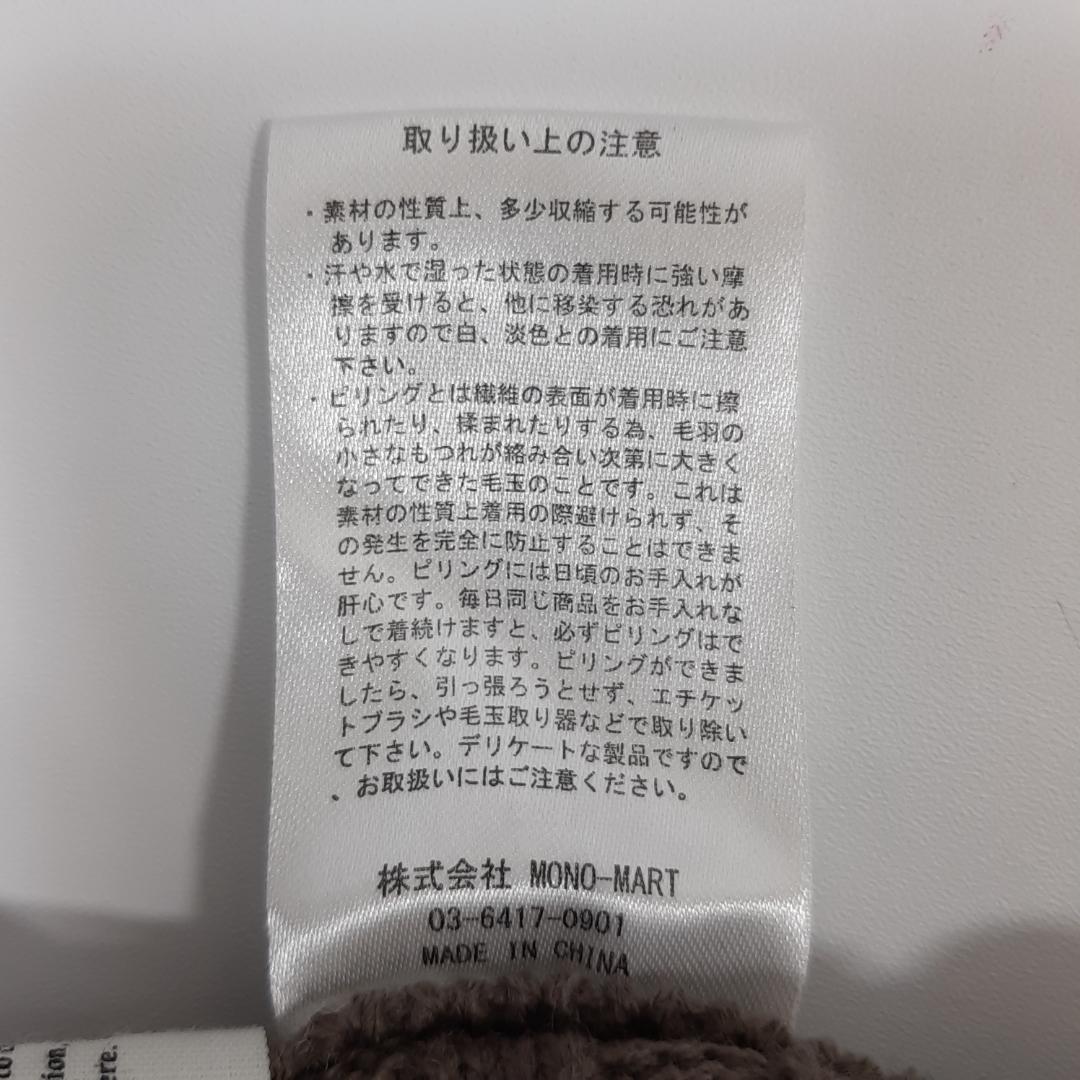 取り扱い上の注意
・素材の性質上、多少収縮する可能性が
あります。
・汗や水で湿った状態の着用時に強い摩
擦を受けると、他に移染する恐れがあ
りますので白、淡色との着用にご注意
下さい。
・ピリングとは繊維の表面が着用時に擦
られたり、揉まれたりする為、毛羽の
小さなもつれが絡み合い次第に大きく
なってできた毛玉のことです。これは
素材の性質上着用の際避けられず、そ
の発生を完全に防止することはできま
せん。ピリングには日頃のお手入れが
肝心です。毎日同じ商品をお手入れな
しで着続けますと、必ずピリングはで
きやすくなります。ピリングができま
したら、引っ張ろうとせず、エチケッ
トブラシや毛玉取り器などで取り除い
て下さい。デリケートな製品ですので
、お取扱いにはご注意ください。
株式会社 MONO-MART
03-6417-0901
MADE IN CHINA
ion,
ere.